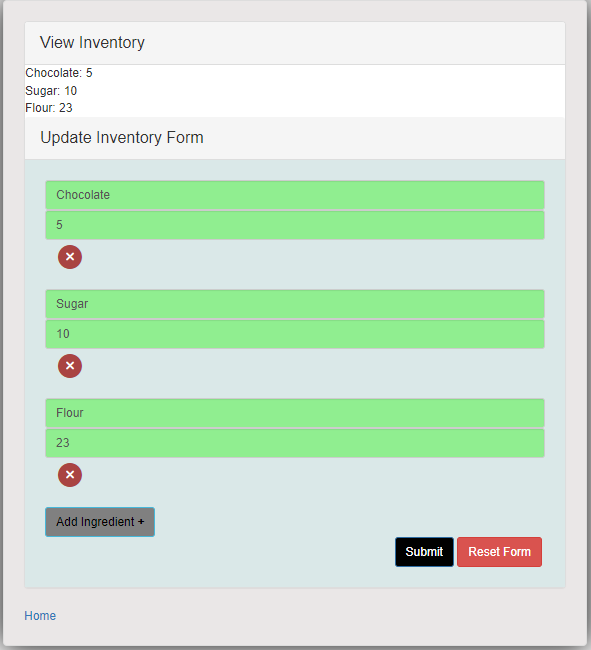 View Inventory
Chocolate: 5
Sugar: 10
Flour: 23
Update Inventory Form
Chocolate
5
Sugar
10
Flour
23
Add Ingredient +
Submit Reset Form
Home